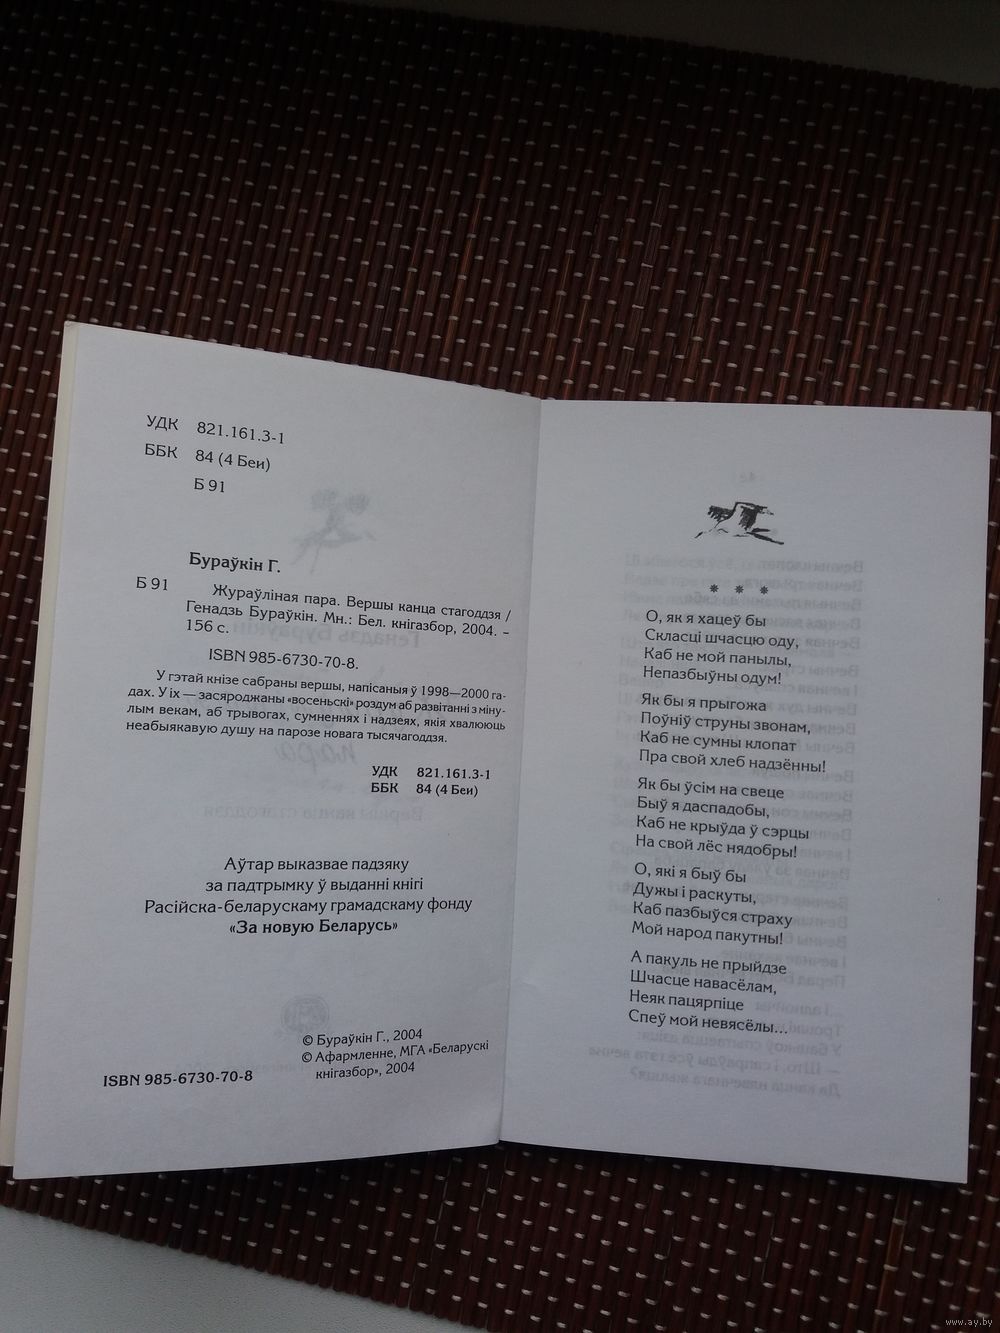 УДК 821.161.3-1
ББК 84 (4 Беи)
Б 91
Бураўкін Г.
Б 91 Жураўліная пара. Вершы канца стагоддзя /
Генадзь Бураўкін. Мн.: Бел. кнігазбор, 2004. –
156 с.
ISBN 985-6730-70-8.
У гэтай кнізе сабраны вершы, напісаныя ў 1998—2000 га-
дах. У іх — засяроджаны «восеньскі» роздум аб развітанні з міну-
лым векам, аб трывогах, сумненнях і надзеях, якія хвалююць
неабыякавую душу на парозе новага тысячагоддзя.
УДК 821.161.3-1
ББК 84 (4 Беи)
Аўтар выказвае падзяку
за падтрымку ў выданні кнігі
Расійска-беларускаму грамадскаму фонду
«За новую Беларусь»
© Бураўкін Г., 2004
© Афармленне, МГА «Беларускі
кнігазбор», 2004
ISBN 985-6730-70-8
* * *
О, як я хацеў бы
Скласці шчасцю оду,
Каб не мой панылы,
Непазбыўны одум!
Як бы я прыгожа
Поўніў струны звонам,
Каб не сумны клопат
Пра свой хлеб надзённы!
Як бы ўсім на свеце
Быў я даспадобы,
Каб не крыўда ў сэрцы
На свой лёс нядобры!
О, які я быў бы
Дужы і раскуты,
Каб пазбыўся страху
Мой народ пакутны!
А пакуль не прыйдзе
Шчасце навасёлам,
Неяк пацярпіце
Спеў мой невясёлы...
www.ay.by